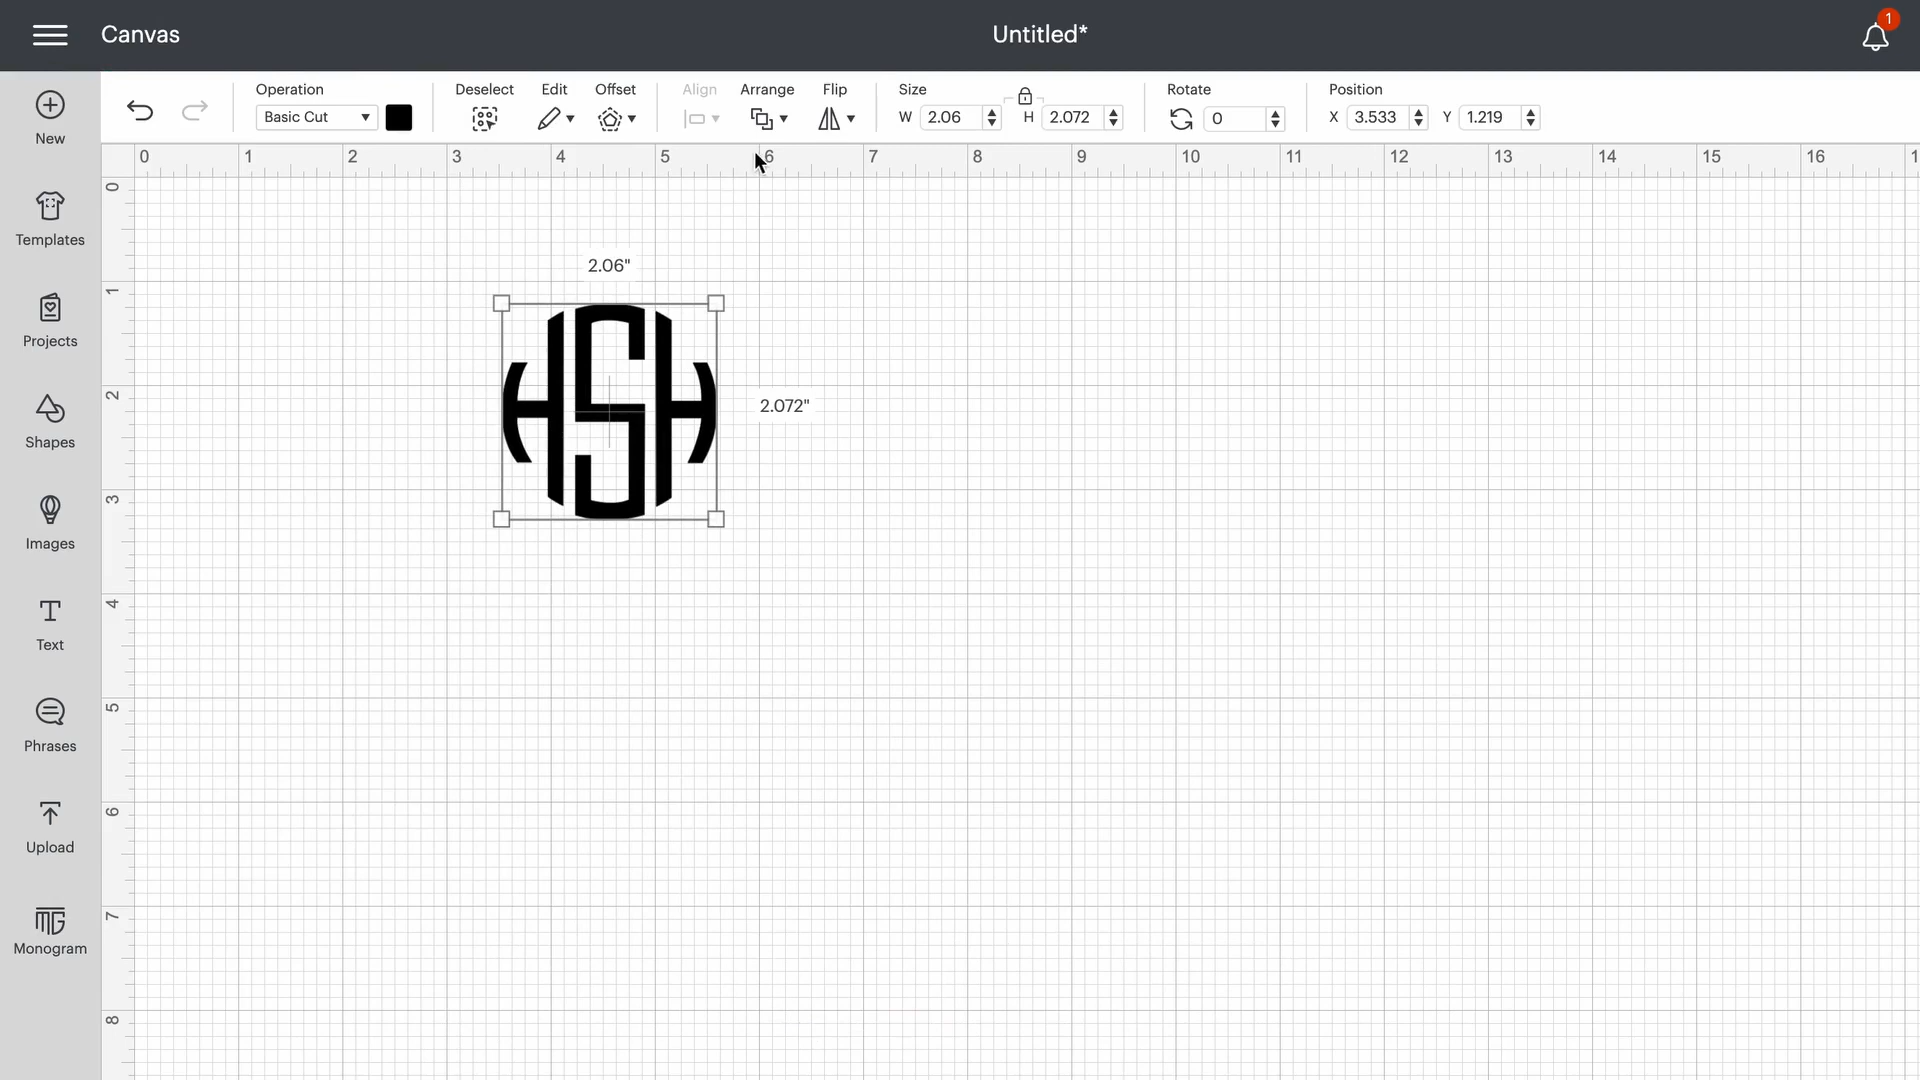 Canvas
Untitled*
1
Operation
Basic Cut
Deselect
Edit
Offset
Align
Arrange
Flip
Size
W 2.06
H 2.072
Rotate
0
Position
X 3.533
Y 1.219
New
Templates
Projects
Shapes
Images
Text
Phrases
Upload
Monogram
0 1 2 3 4 5 6 7 8 9 10 11 12 13 14 15 16 1
0
1
2
3
4
5
6
7
8
2.06"
HSH
2.072"